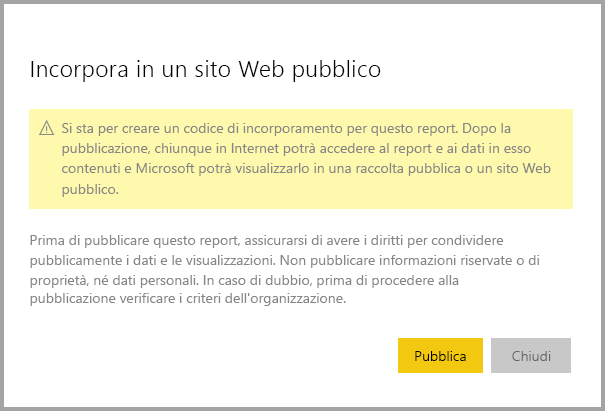 Incorpora in un sito Web pubblico
Si sta per creare un codice di incorporamento per questo report. Dopo la
pubblicazione, chiunque in Internet potrà accedere al report e ai dati in esso
contenuti e Microsoft potrà visualizzarlo in una raccolta pubblica o un sito Web
pubblico.
Prima di pubblicare questo report, assicurarsi di avere i diritti per condividere
pubblicamente i dati e le visualizzazioni. Non pubblicare informazioni riservate o di
proprietà, né dati personali. In caso di dubbio, prima di procedere alla
pubblicazione verificare i criteri dell'organizzazione.
Pubblica
Chiudi